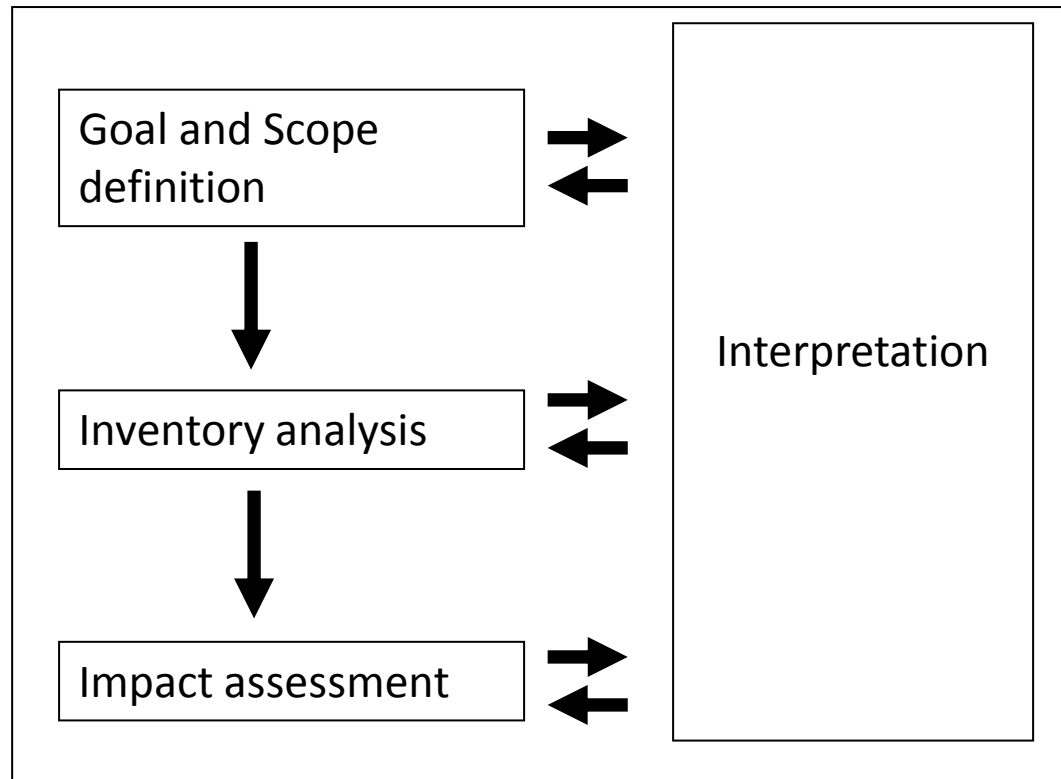 Goal and Scope
definition
Interpretation
Inventory analysis
Impact assessment